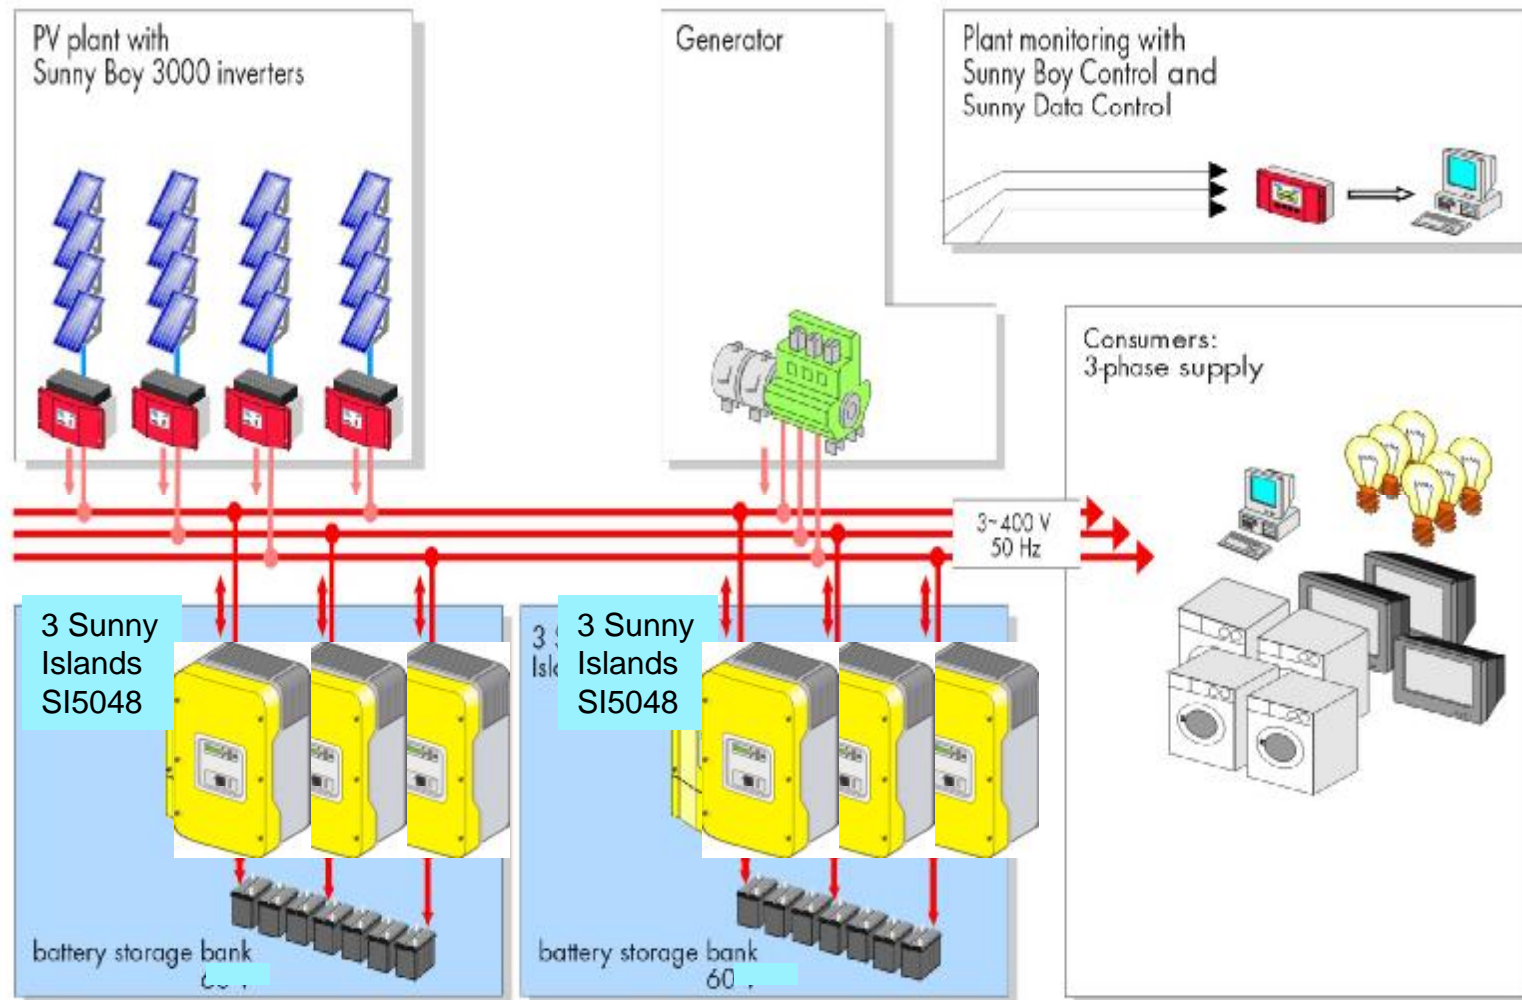 PV plant with
Sunny Boy 3000 inverters
Generator
Plant monitoring with
Sunny Boy Control and
Sunny Data Control
Consumers:
3-phase supply
3~400 V
50 Hz
3 Sunny
Islands
SI5048
3 Sunny
Islands
SI5048
battery storage bank
battery storage bank
60